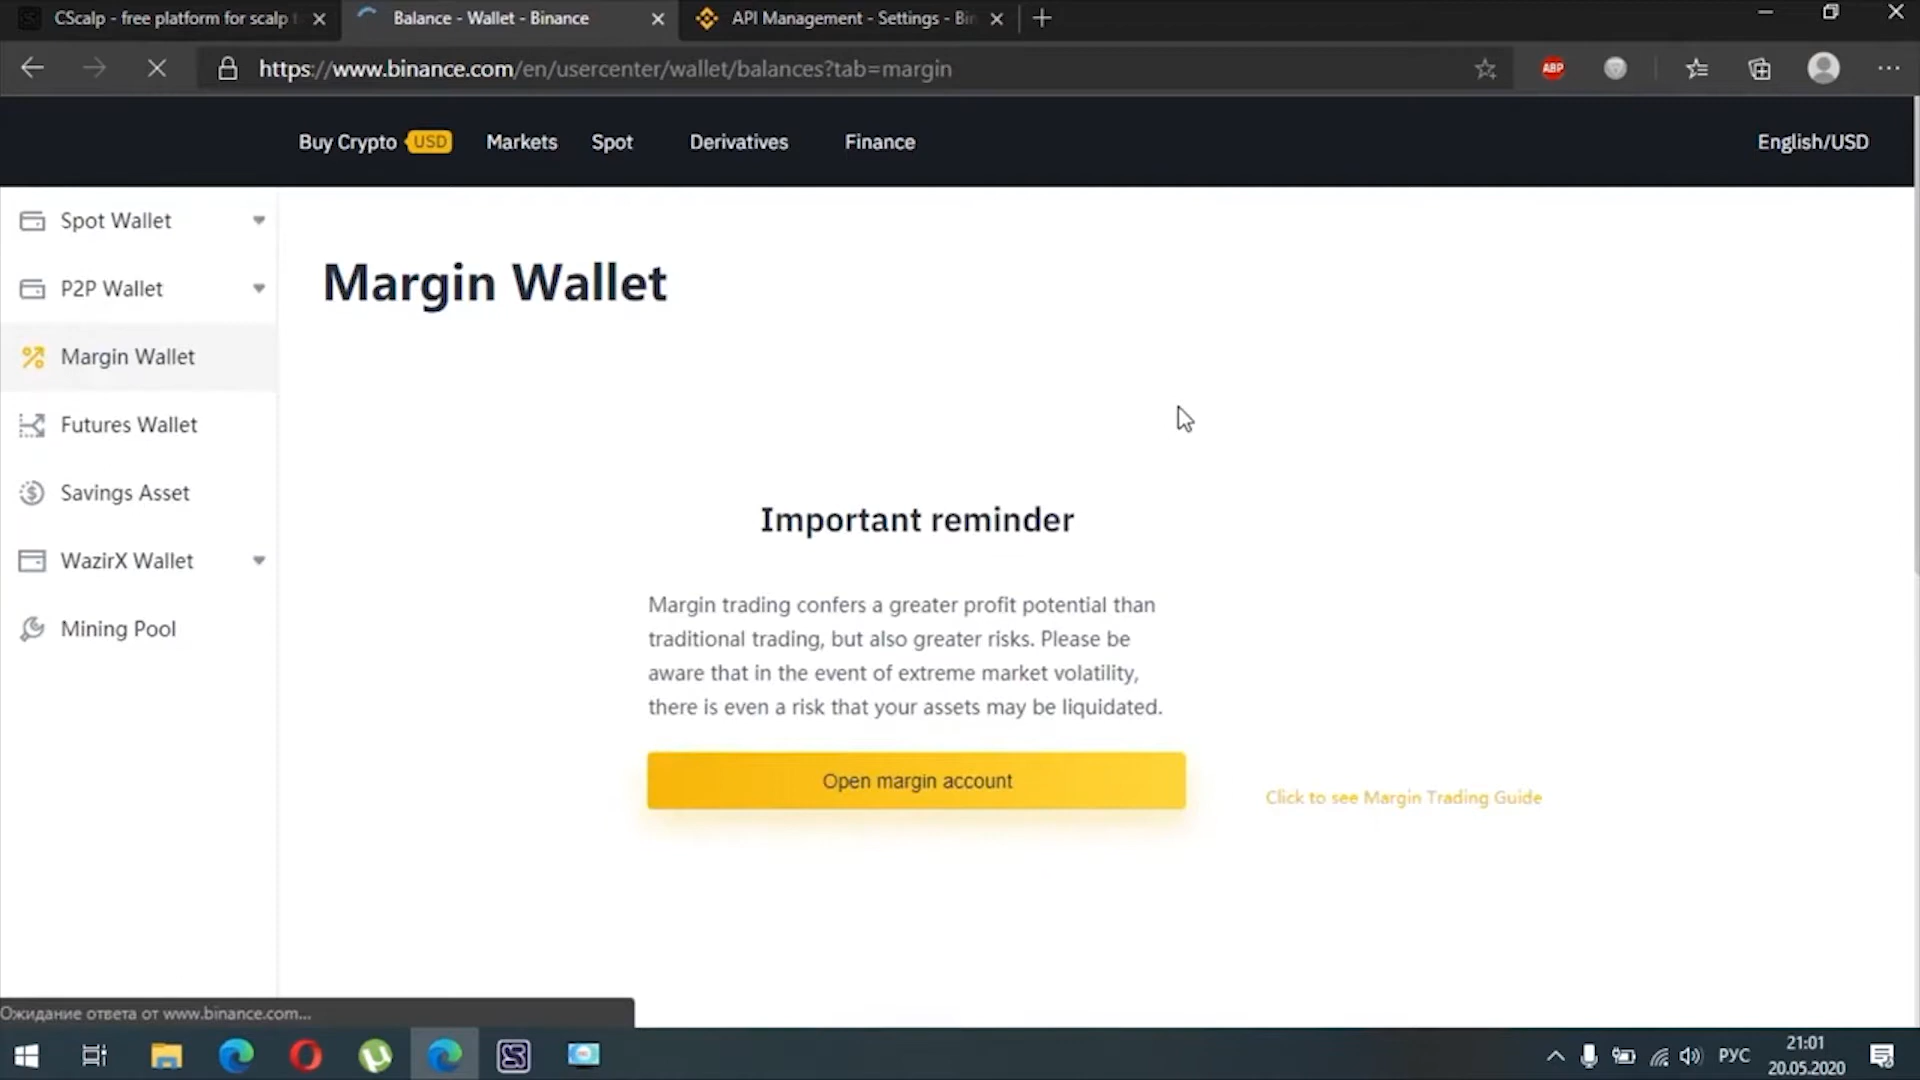 CScalp - free platform for scalp t
Balance - Wallet - Binance
API Management - Settings - Bin
https://www.binance.com/en/usercenter/wallet/balances?tab=margin
ABP
Buy Crypto USD Markets Spot Derivatives Finance English/USD
Spot Wallet
P2P Wallet
Margin Wallet
Futures Wallet
Savings Asset
WazirX Wallet
Mining Pool
Margin Wallet
Important reminder
Margin trading confers a greater profit potential than
traditional trading, but also greater risks. Please be
aware that in the event of extreme market volatility,
there is even a risk that your assets may be liquidated.
Open margin account
Click to see Margin Trading Guide
Ожидание ответа от www.binance.com...
РУС
21:01
20.05.2020